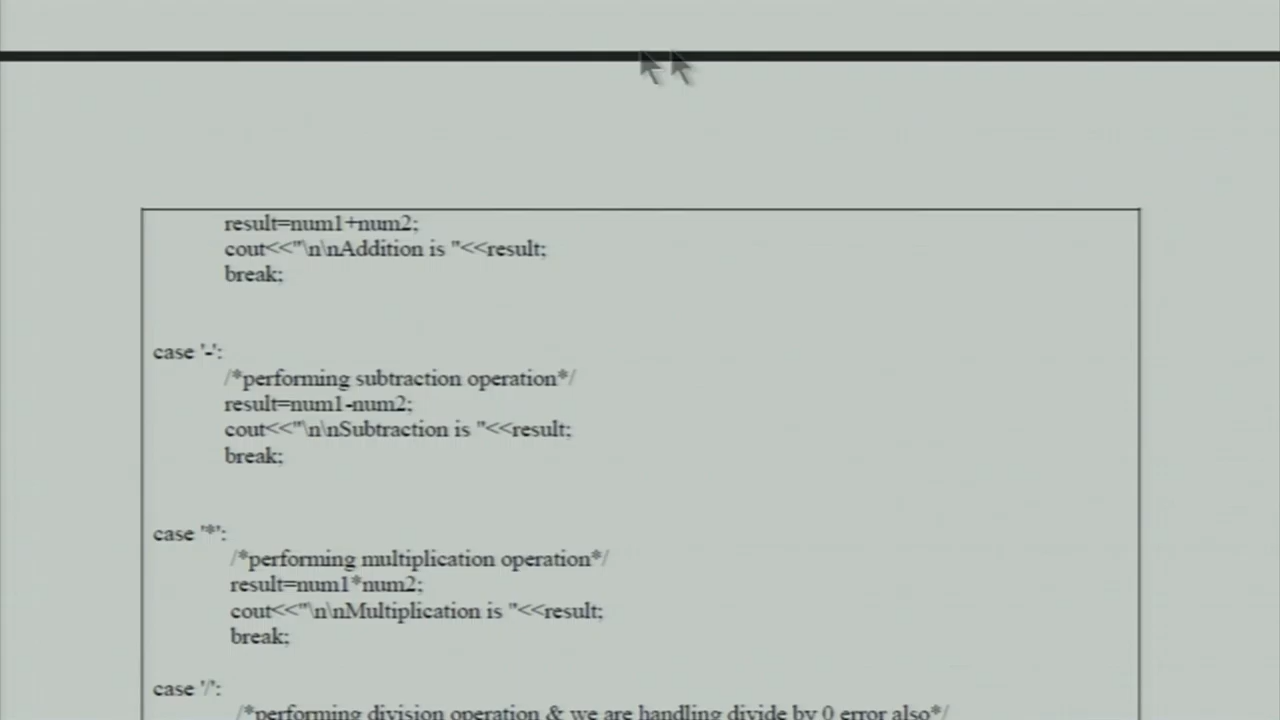 result=num1+num2;
cout<<"\n\nAddition is "<<result;
break;
case '-':
/*performing subtraction operation*/
result=num1-num2;
cout<<"\n\nSubtraction is "<<result;
break;
case '*':
/*performing multiplication operation*/
result=num1*num2;
cout<<"\n\nMultiplication is "<<result;
break;
case '/':
/*performing division operation & we are handling divide by 0 error also*/